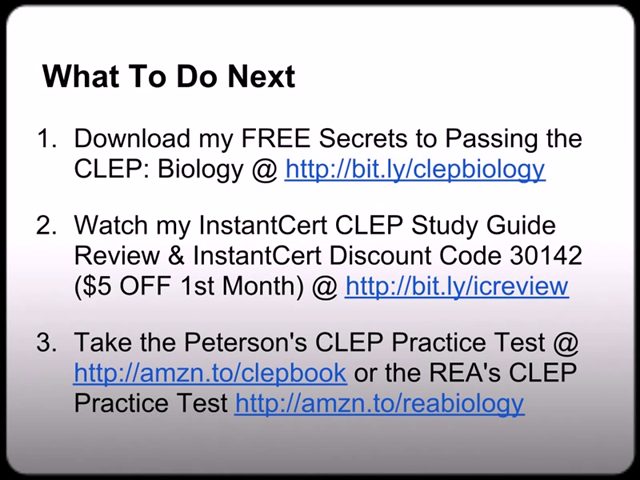 What To Do Next
1. Download my FREE Secrets to Passing the
CLEP: Biology @ http://bit.ly/clepbiology
2. Watch my InstantCert CLEP Study Guide
Review & InstantCert Discount Code 30142
($5 OFF 1st Month) @ http://bit.ly/icreview
3. Take the Peterson's CLEP Practice Test @
http://amzn.to/clepbook or the REA's CLEP
Practice Test http://amzn.to/reabiology